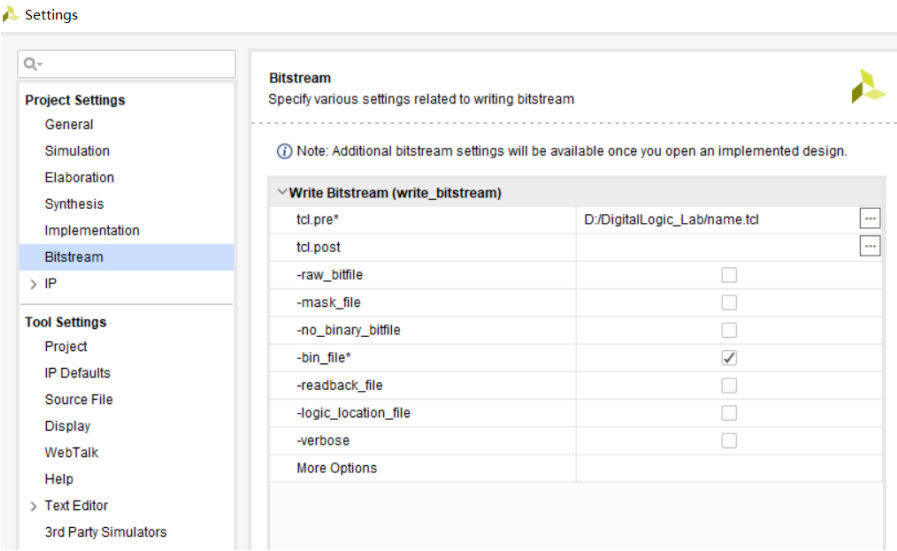 Settings
Project Settings
General
Simulation
Elaboration
Synthesis
Implementation
Bitstream
IP
Tool Settings
Project
IP Defaults
Source File
Display
WebTalk
Help
Text Editor
3rd Party Simulators
Bitstream
Specify various settings related to writing bitstream
Note: Additional bitstream settings will be available once you open an implemented design.
Write Bitstream (write_bitstream)
tcl.pre* D:/DigitalLogic_Lab/name.tcl ...
tcl.post ...
-raw_bitfile
-mask_file
-no_binary_bitfile
-bin_file*
-readback_file
-logic_location_file
-verbose
More Options